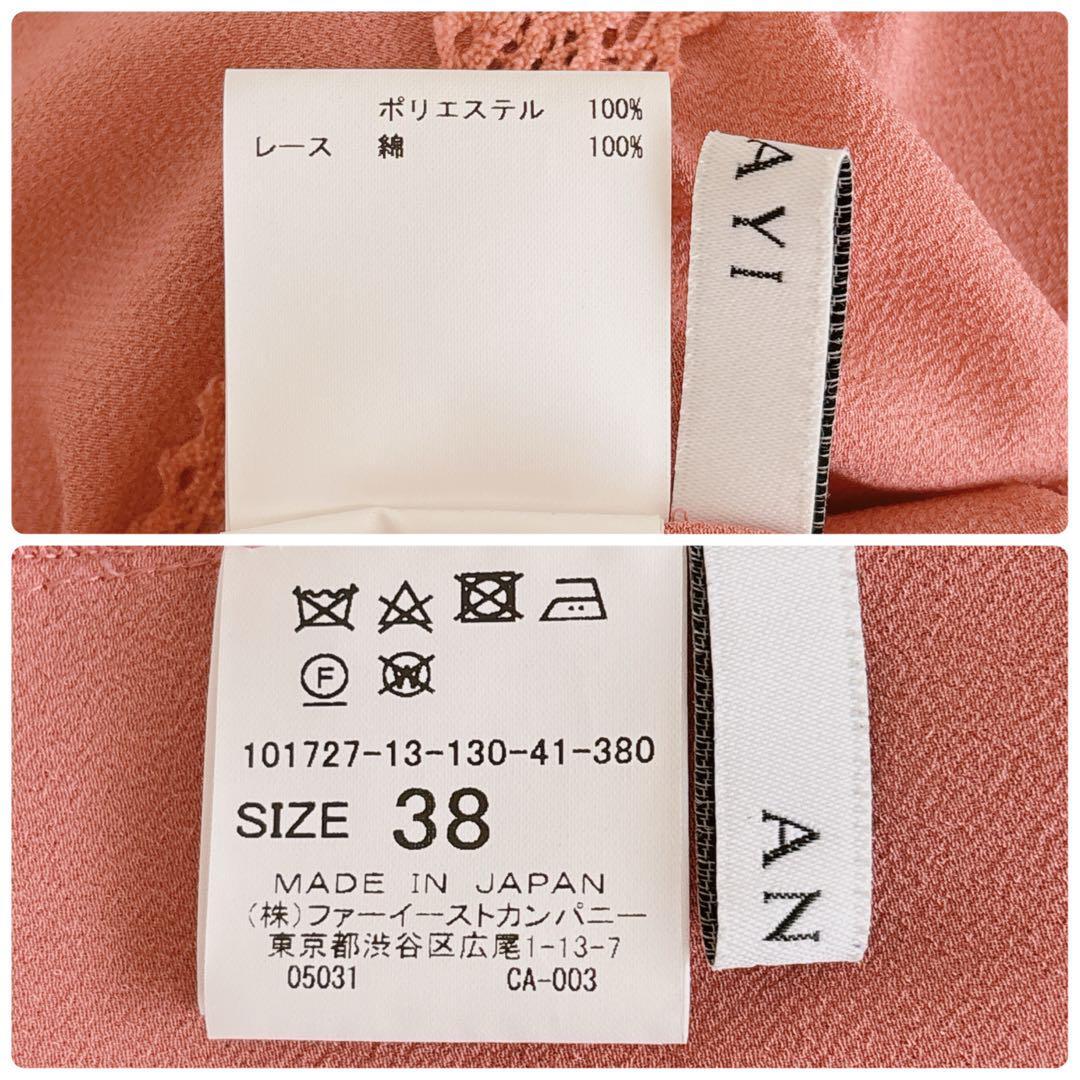 ポリエステル 100%
レース 綿 100%
AYI
F
W
101727-13-130-41-380
SIZE 38
MADE IN JAPAN
(株)ファーイーストカンパニー
東京都渋谷区広尾1-13-7
05031 CA-003
AN